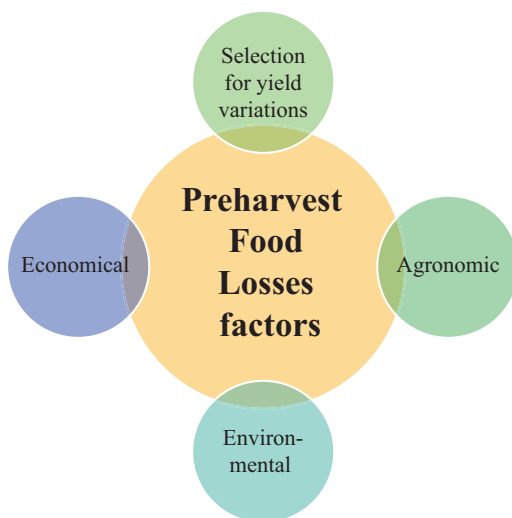 Selection
for yield
variations
Preharvest
Food
Losses
factors
Economical
Agronomic
Environ-
mental